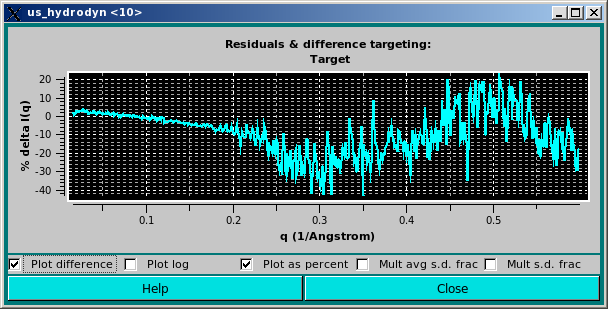 us_hydrodyn <10>
Residuals & difference targeting:
Target
% delta I(q)
20
10
0
-10
-20
-30
-40
0.1 0.2 0.3 0.4 0.5
q (1/Angstrom)
Plot difference Plot log Plot as percent Mult avg s.d. frac Mult s.d. frac
Help Close